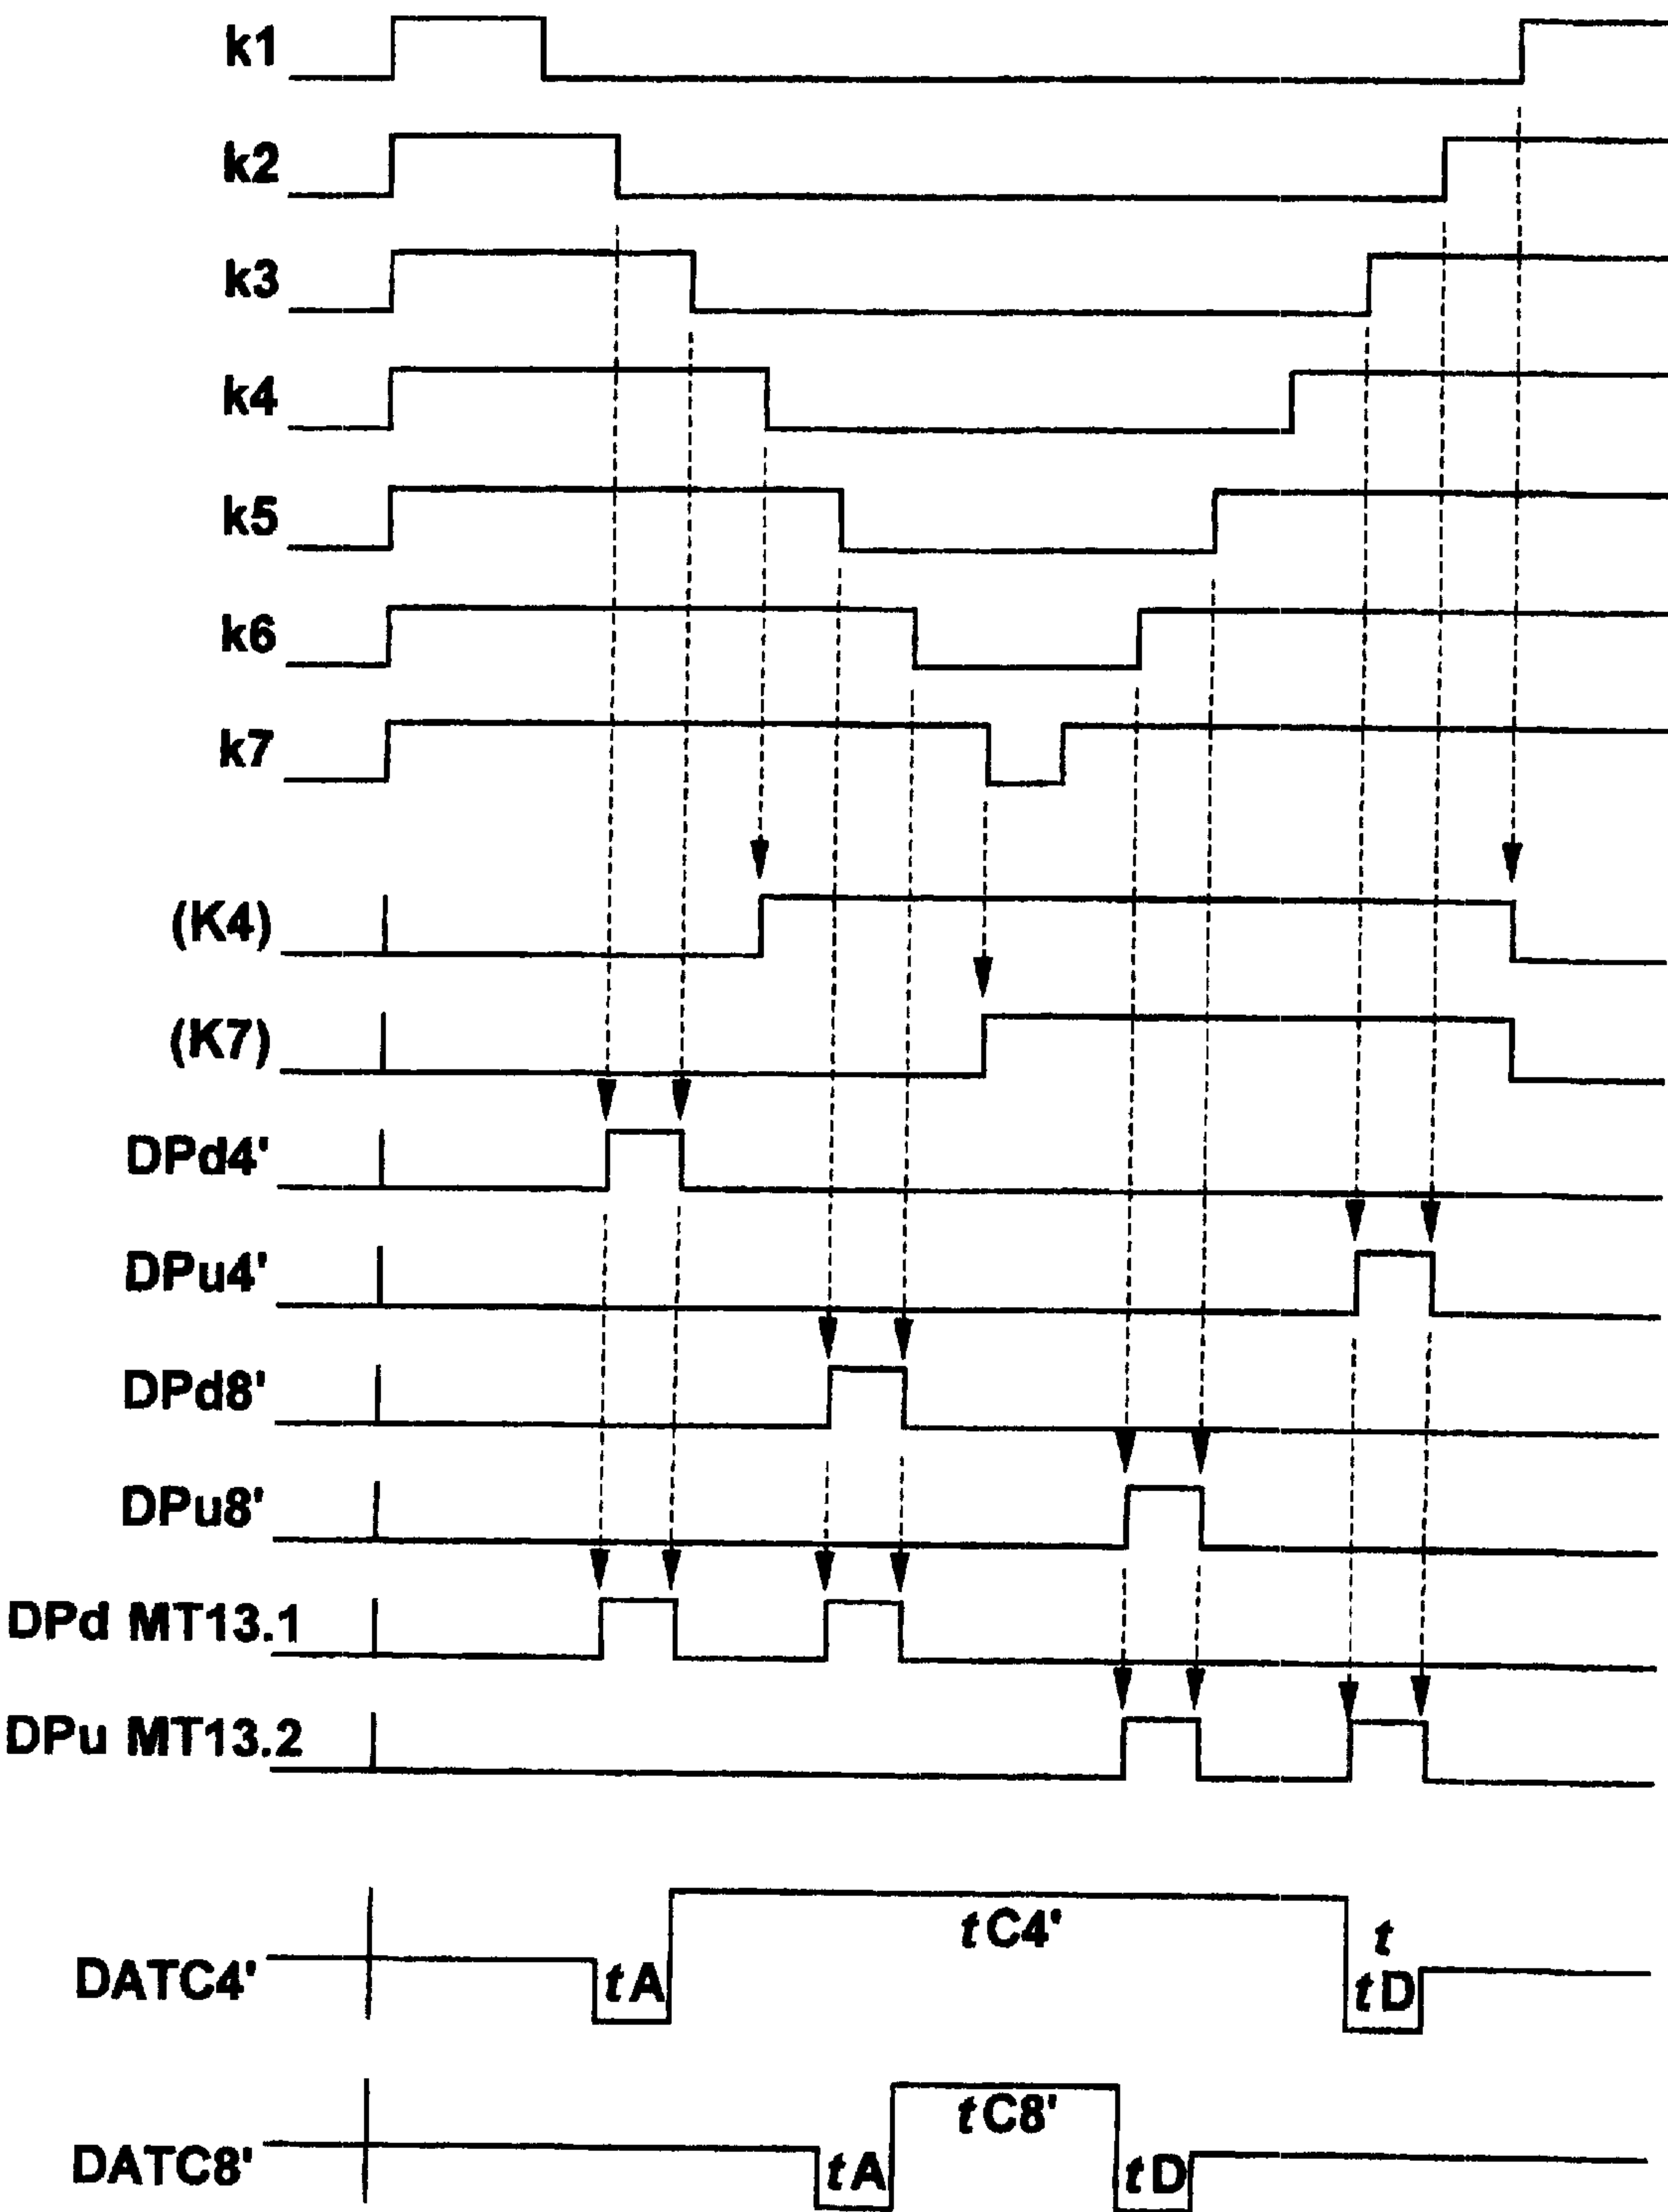 k1
k2
k3
k4
k5
k6
k7
(K4)
(K7)
DPd4'
DPu4'
DPd8'
DPu8'
DPd MT13.1
DPu MT13.2
tC4'
t
DATC4'
tA
tD
tC8'
DATC8'
tA
tD